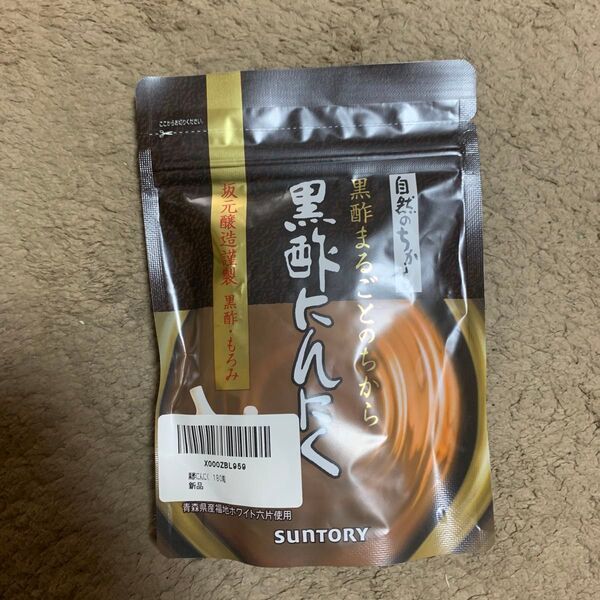 ここからお切りください。
自然のちから
黒酢まるごとのちから
黒酢にんにく
坂元醸造謹製 黒酢・もろみ
X000ZBL959
黒酢にんにく 180粒
新品
青森県産福地ホワイト六片使用
SUNTORY